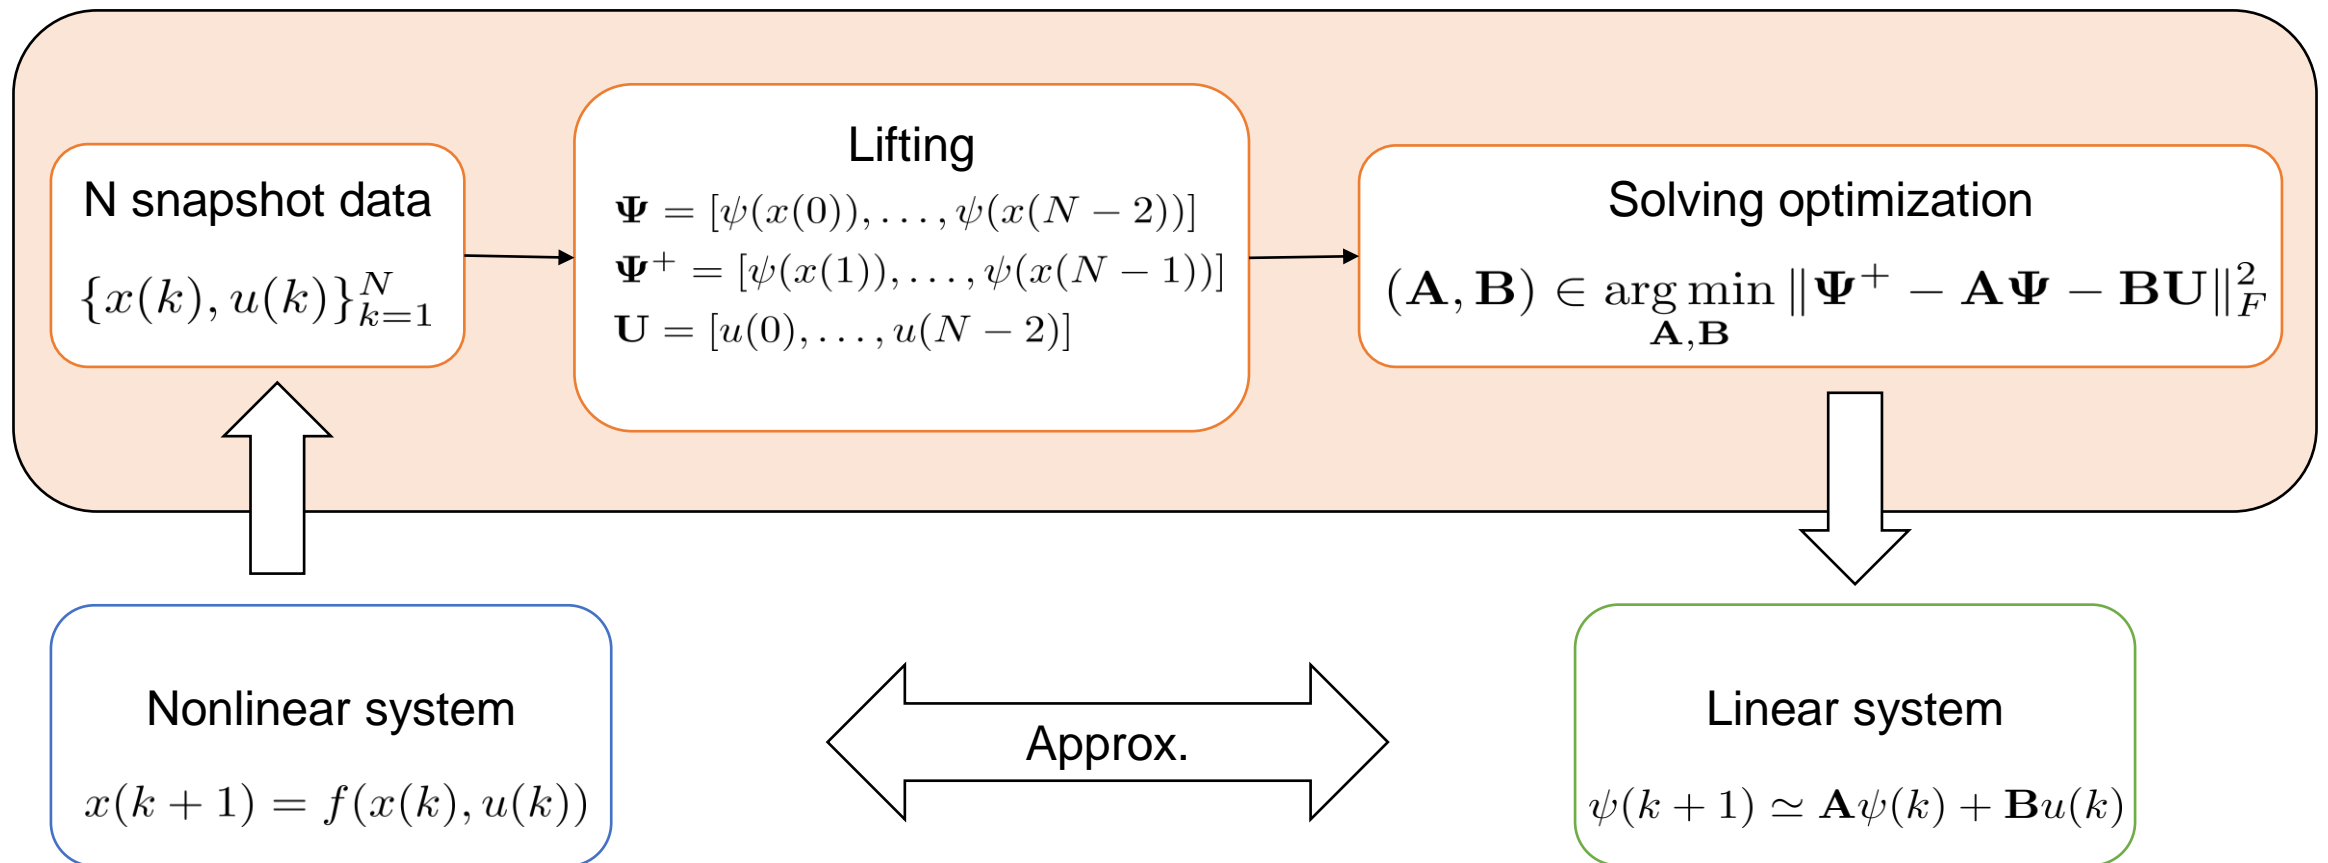 N snapshot data
{x(k), u(k)}_{k=1}^{N}
Lifting
Ψ = [ψ(x(0)), . . . , ψ(x(N − 2))]
Ψ⁺ = [ψ(x(1)), . . . , ψ(x(N − 1))]
U = [u(0), . . . , u(N − 2)]
Solving optimization
(A, B) ∈ arg min ‖Ψ⁺ − AΨ − BU‖_F^2
A,B
Nonlinear system
x(k + 1) = f(x(k), u(k))
Approx.
Linear system
ψ(k + 1) ≃ Aψ(k) + Bu(k)